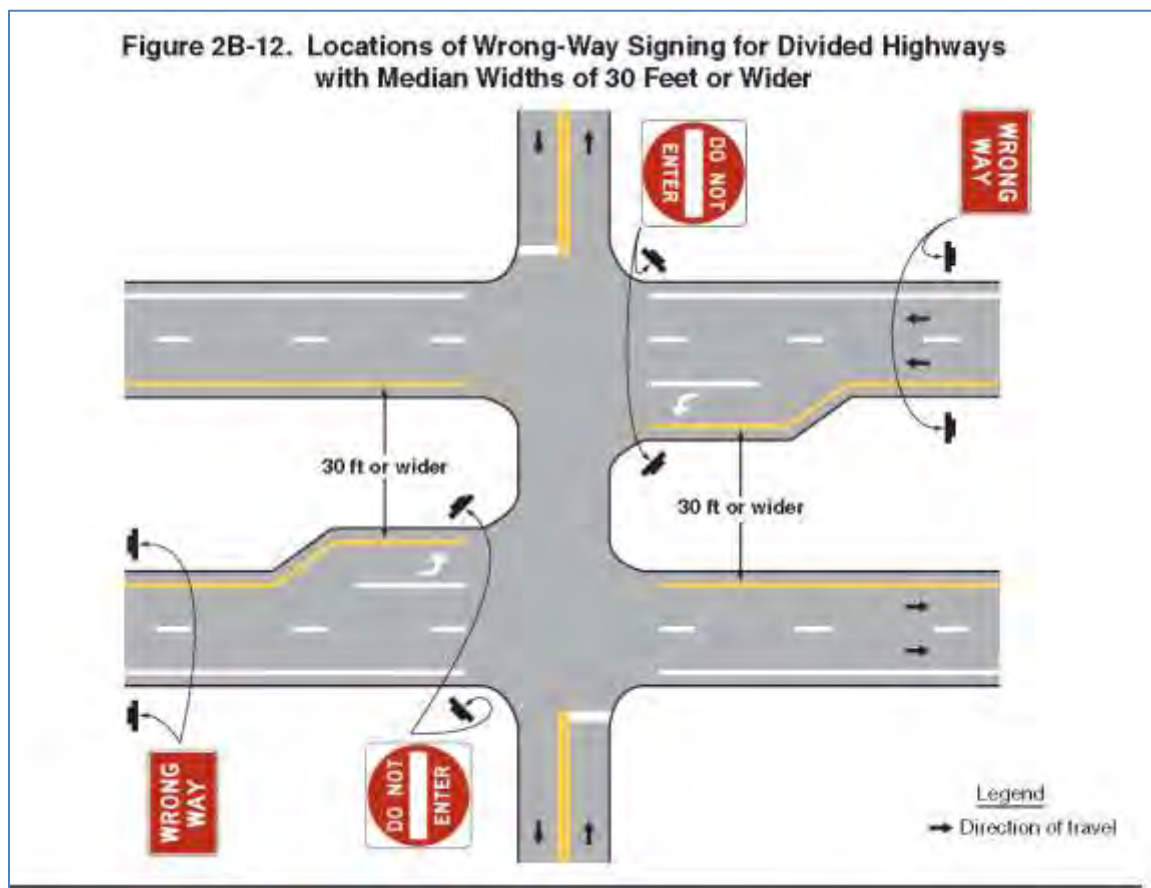 Figure 2B-12. Locations of Wrong-Way Signing for Divided Highways
with Median Widths of 30 Feet or Wider
DO NOT
ENTER
WRONG
WAY
30 ft or wider
30 ft or wider
WRONG
WAY
DO NOT
ENTER
Legend
Direction of travel